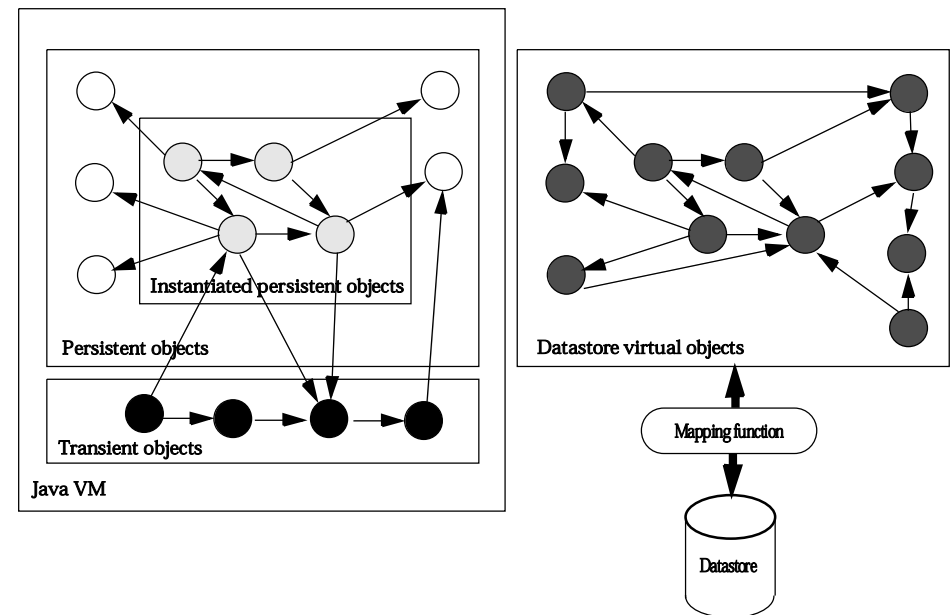 Instantiated persistent objects
Persistent objects
Transient objects
Java VM
Datastore virtual objects
Mapping function
Datastore